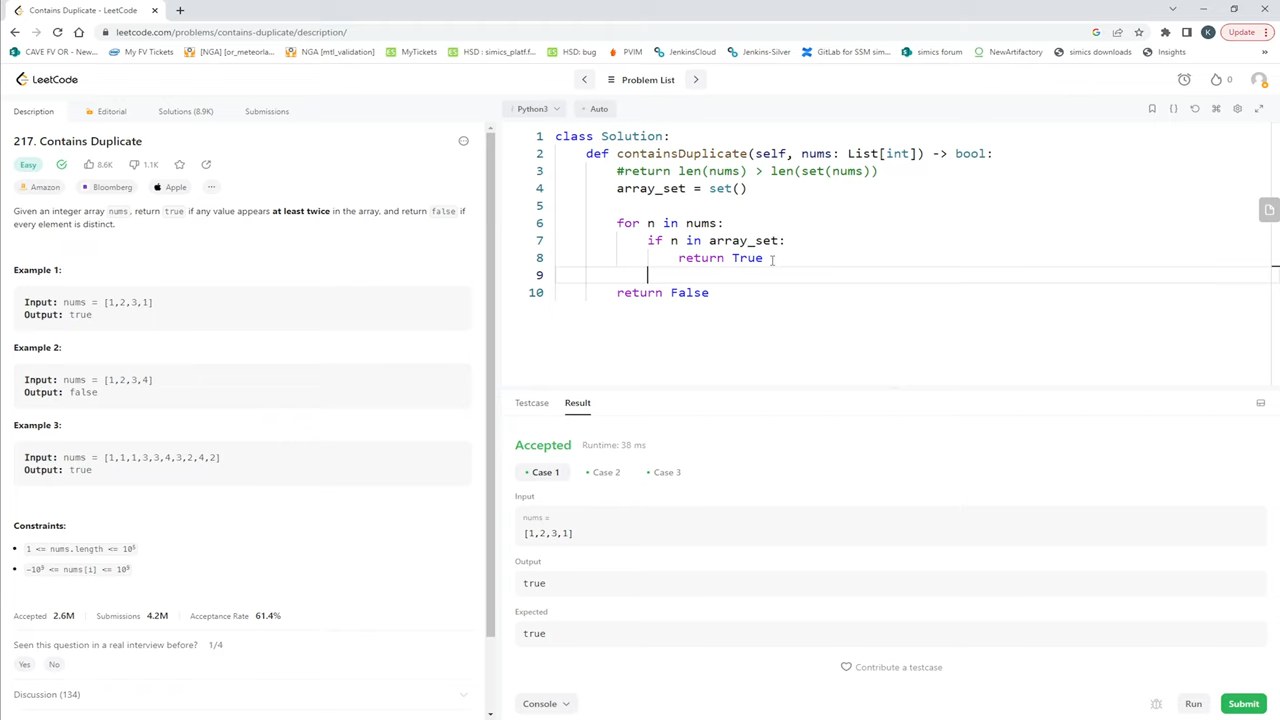 Contains Duplicate - LeetCode
leetcode.com/problems/contains-duplicate/description/
K
Update
CAVE FV OR - New...
My FV Tickets
[NGA] [or_meteorla...
NGA [mtl_validation]
MyTickets
HSD : simics_platf.f...
HSD: bug
PVIM
JenkinsCloud
Jenkins-Silver
GitLab for SSM sim...
simics forum
NewArtifactory
simics downloads
Insights
»
LeetCode
Problem List
0
Description
Editorial
Solutions (8.9K)
Submissions
217. Contains Duplicate
Easy
8.6K
1.1K
Amazon
Bloomberg
Apple
Given an integer array nums, return true if any value appears at least twice in the array, and return false if
every element is distinct.
Example 1:
Input: nums = [1,2,3,1]
Output: true
Example 2:
Input: nums = [1,2,3,4]
Output: false
Example 3:
Input: nums = [1,1,1,3,3,4,3,2,4,2]
Output: true
Constraints:
1 <= nums.length <= 10⁵
-10⁹ <= nums[i] <= 10⁹
Accepted 2.6M
Submissions 4.2M
Acceptance Rate 61.4%
Seen this question in a real interview before? 1/4
Yes
No
Discussion (134)
Python3
Auto
1 class Solution:
2 def containsDuplicate(self, nums: List[int]) -> bool:
3 #return len(nums) > len(set(nums))
4 array_set = set()
5
6 for n in nums:
7 if n in array_set:
8 return True
9
10 return False
Testcase
Result
Accepted
Runtime: 38 ms
Case 1
Case 2
Case 3
Input
nums =
[1,2,3,1]
Output
true
Expected
true
Contribute a testcase
Console
Run
Submit